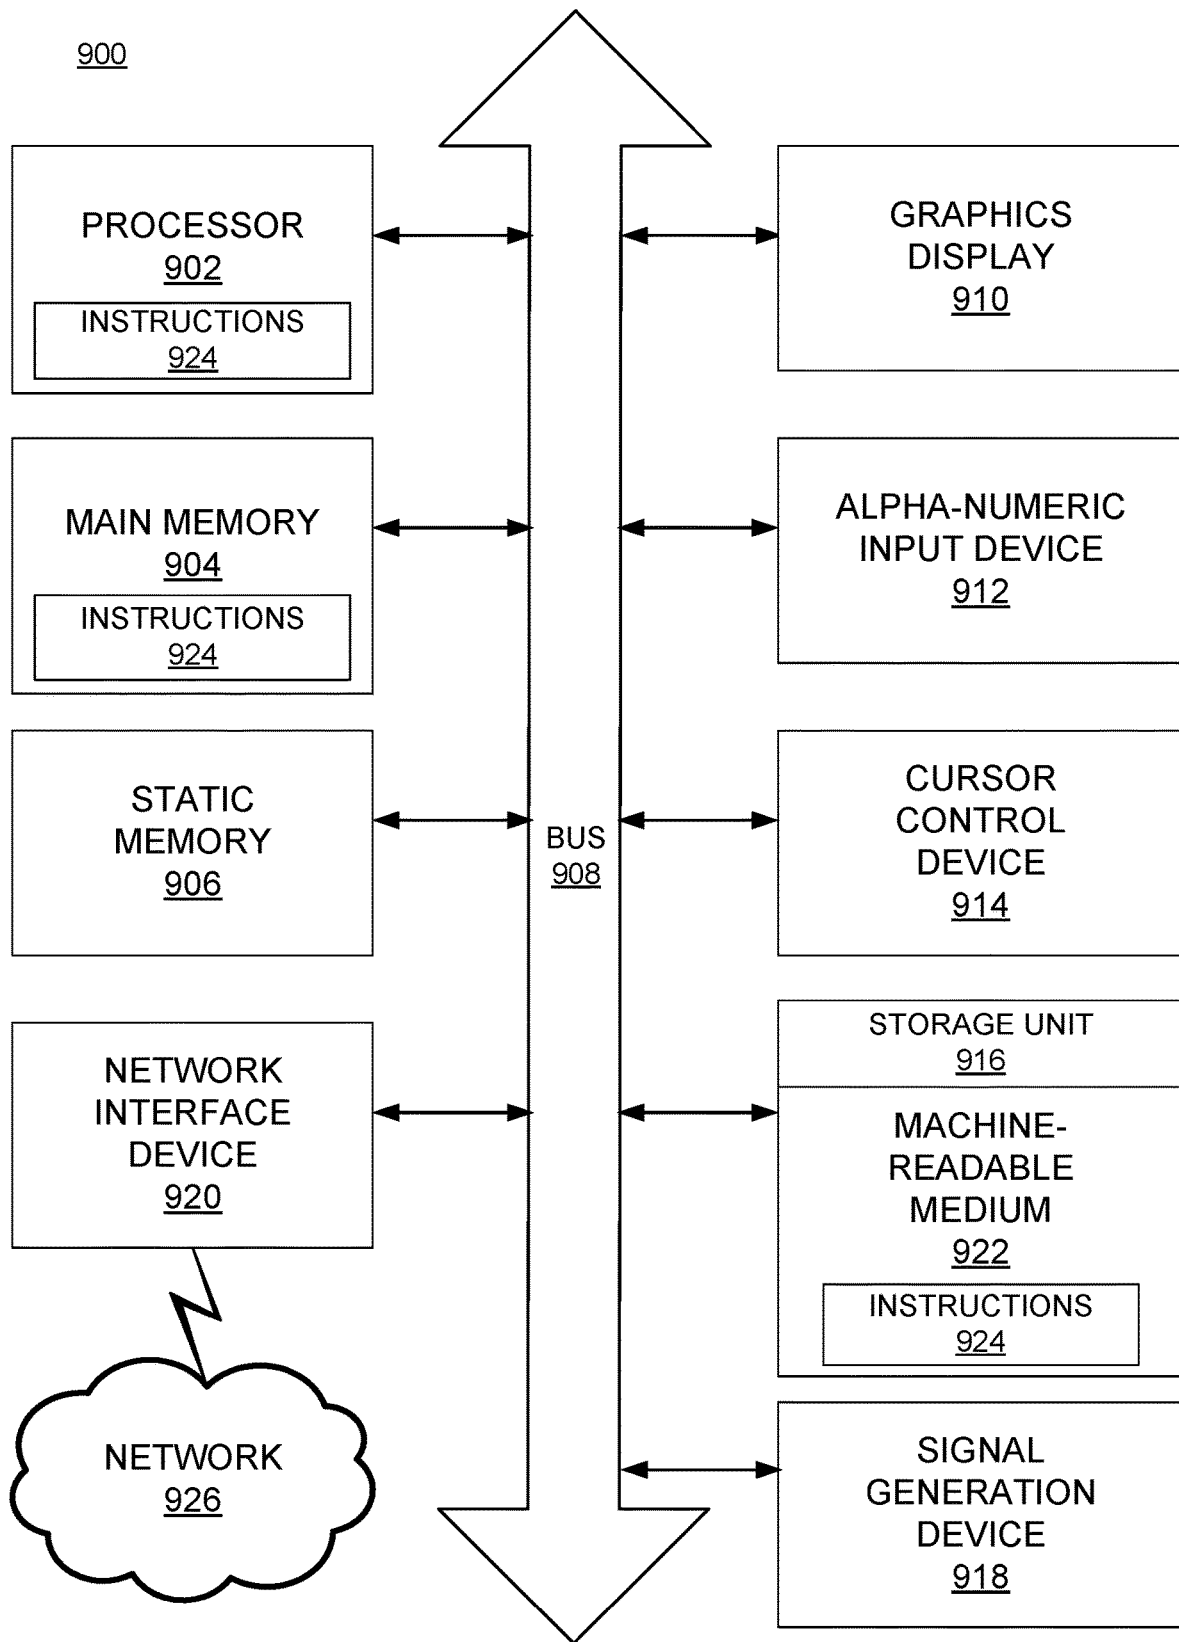 900
PROCESSOR
902
INSTRUCTIONS
924
MAIN MEMORY
904
INSTRUCTIONS
924
STATIC
MEMORY
906
NETWORK
INTERFACE
DEVICE
920
NETWORK
926
BUS
908
GRAPHICS
DISPLAY
910
ALPHA-NUMERIC
INPUT DEVICE
912
CURSOR
CONTROL
DEVICE
914
STORAGE UNIT
916
MACHINE-
READABLE
MEDIUM
922
INSTRUCTIONS
924
SIGNAL
GENERATION
DEVICE
918